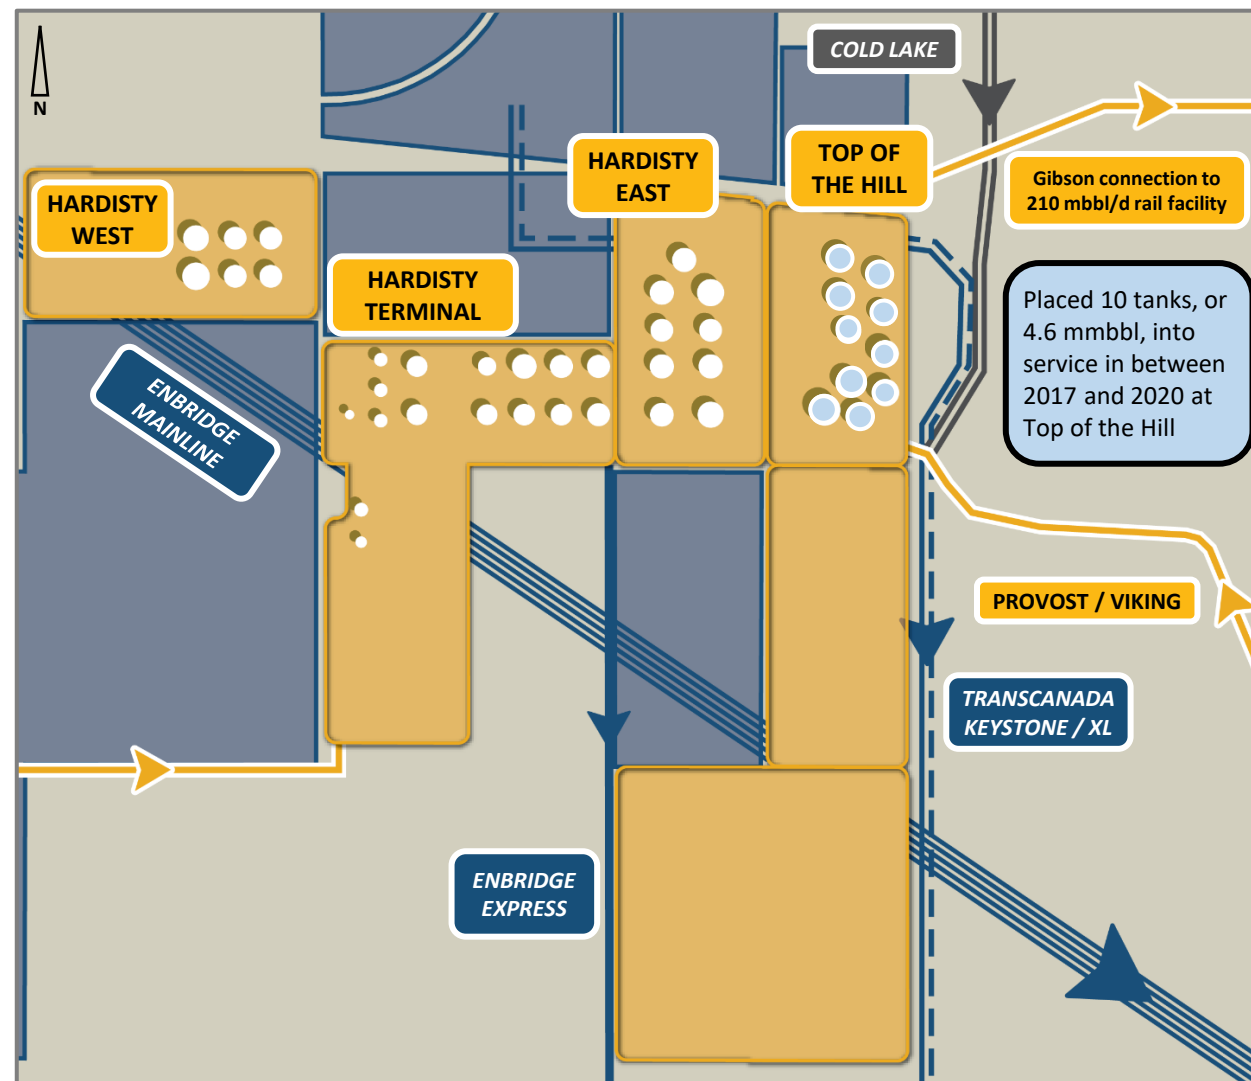 COLD LAKE
N
HARDISTY
EAST
TOP OF
THE HILL
Gibson connection to
210 mbbl/d rail facility
HARDISTY
WEST
HARDISTY
TERMINAL
Placed 10 tanks, or
4.6 mmbbl, into
service in between
2017 and 2020 at
Top of the Hill
ENBRIDGE
MAINLINE
PROVOST / VIKING
TRANSCANADA
KEYSTONE / XL
ENBRIDGE
EXPRESS